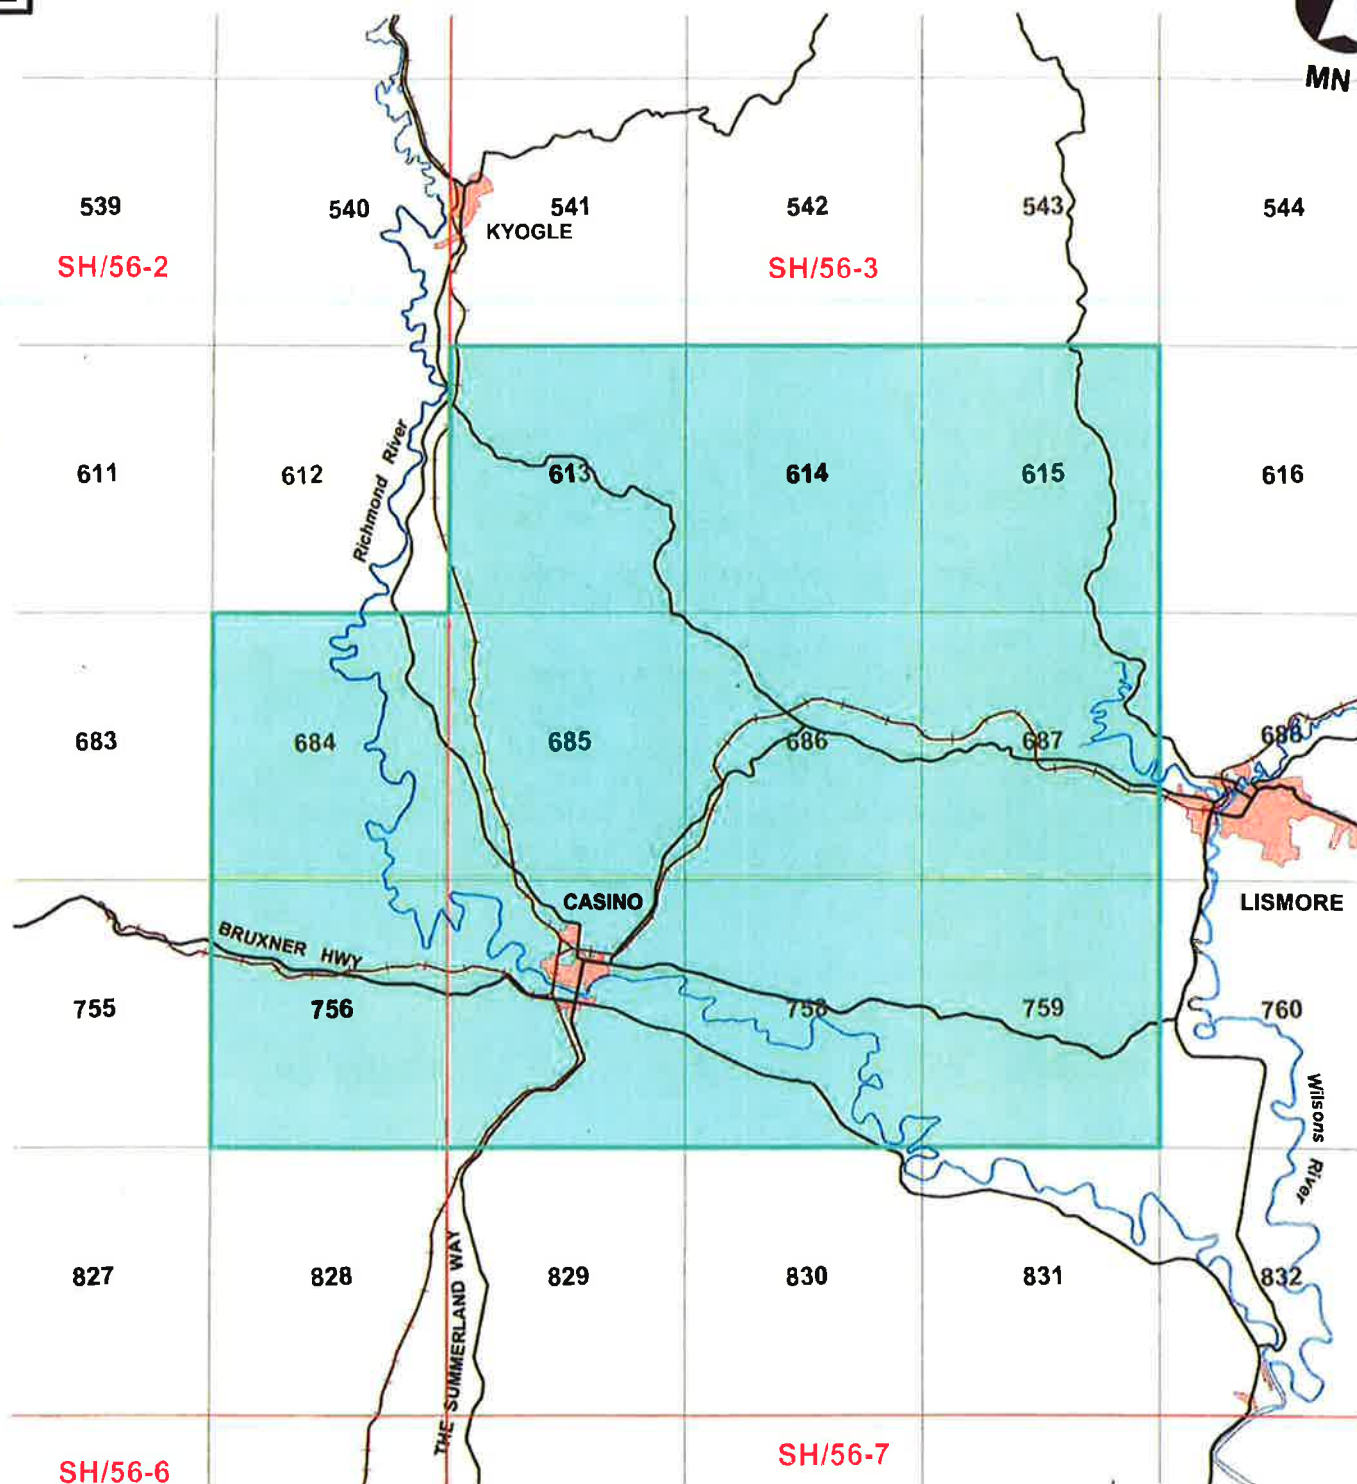 MN
539
540
541
542
543
544
KYOGLE
SH/56-2
SH/56-3
Richmond River
611
612
613
614
615
616
683
684
685
686
687
688
CASINO
LISMORE
BRUXNER HWY
755
756
758
759
760
Wilsons River
827
828
829
830
831
832
THE SUMMERLAND WAY
SH/56-6
SH/56-7